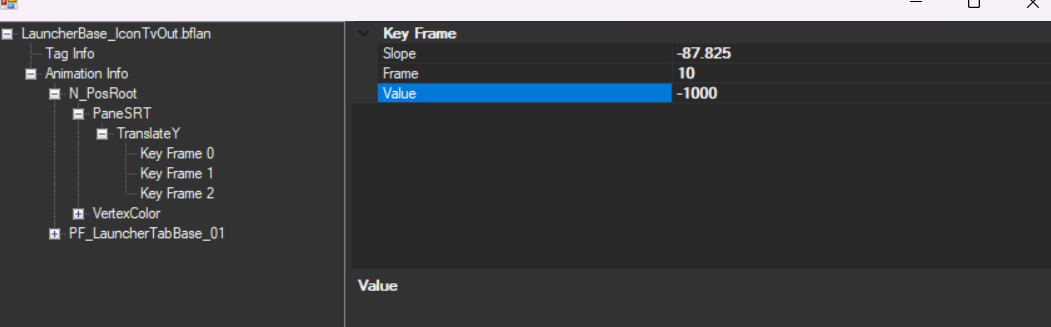 LauncherBase_IconTvOut.bflan
Tag Info
Animation Info
N_PosRoot
PaneSRT
TranslateY
Key Frame 0
Key Frame 1
Key Frame 2
VertexColor
PF_LauncherTabBase_01
Key Frame
Slope -87.825
Frame 10
Value -1000
Value